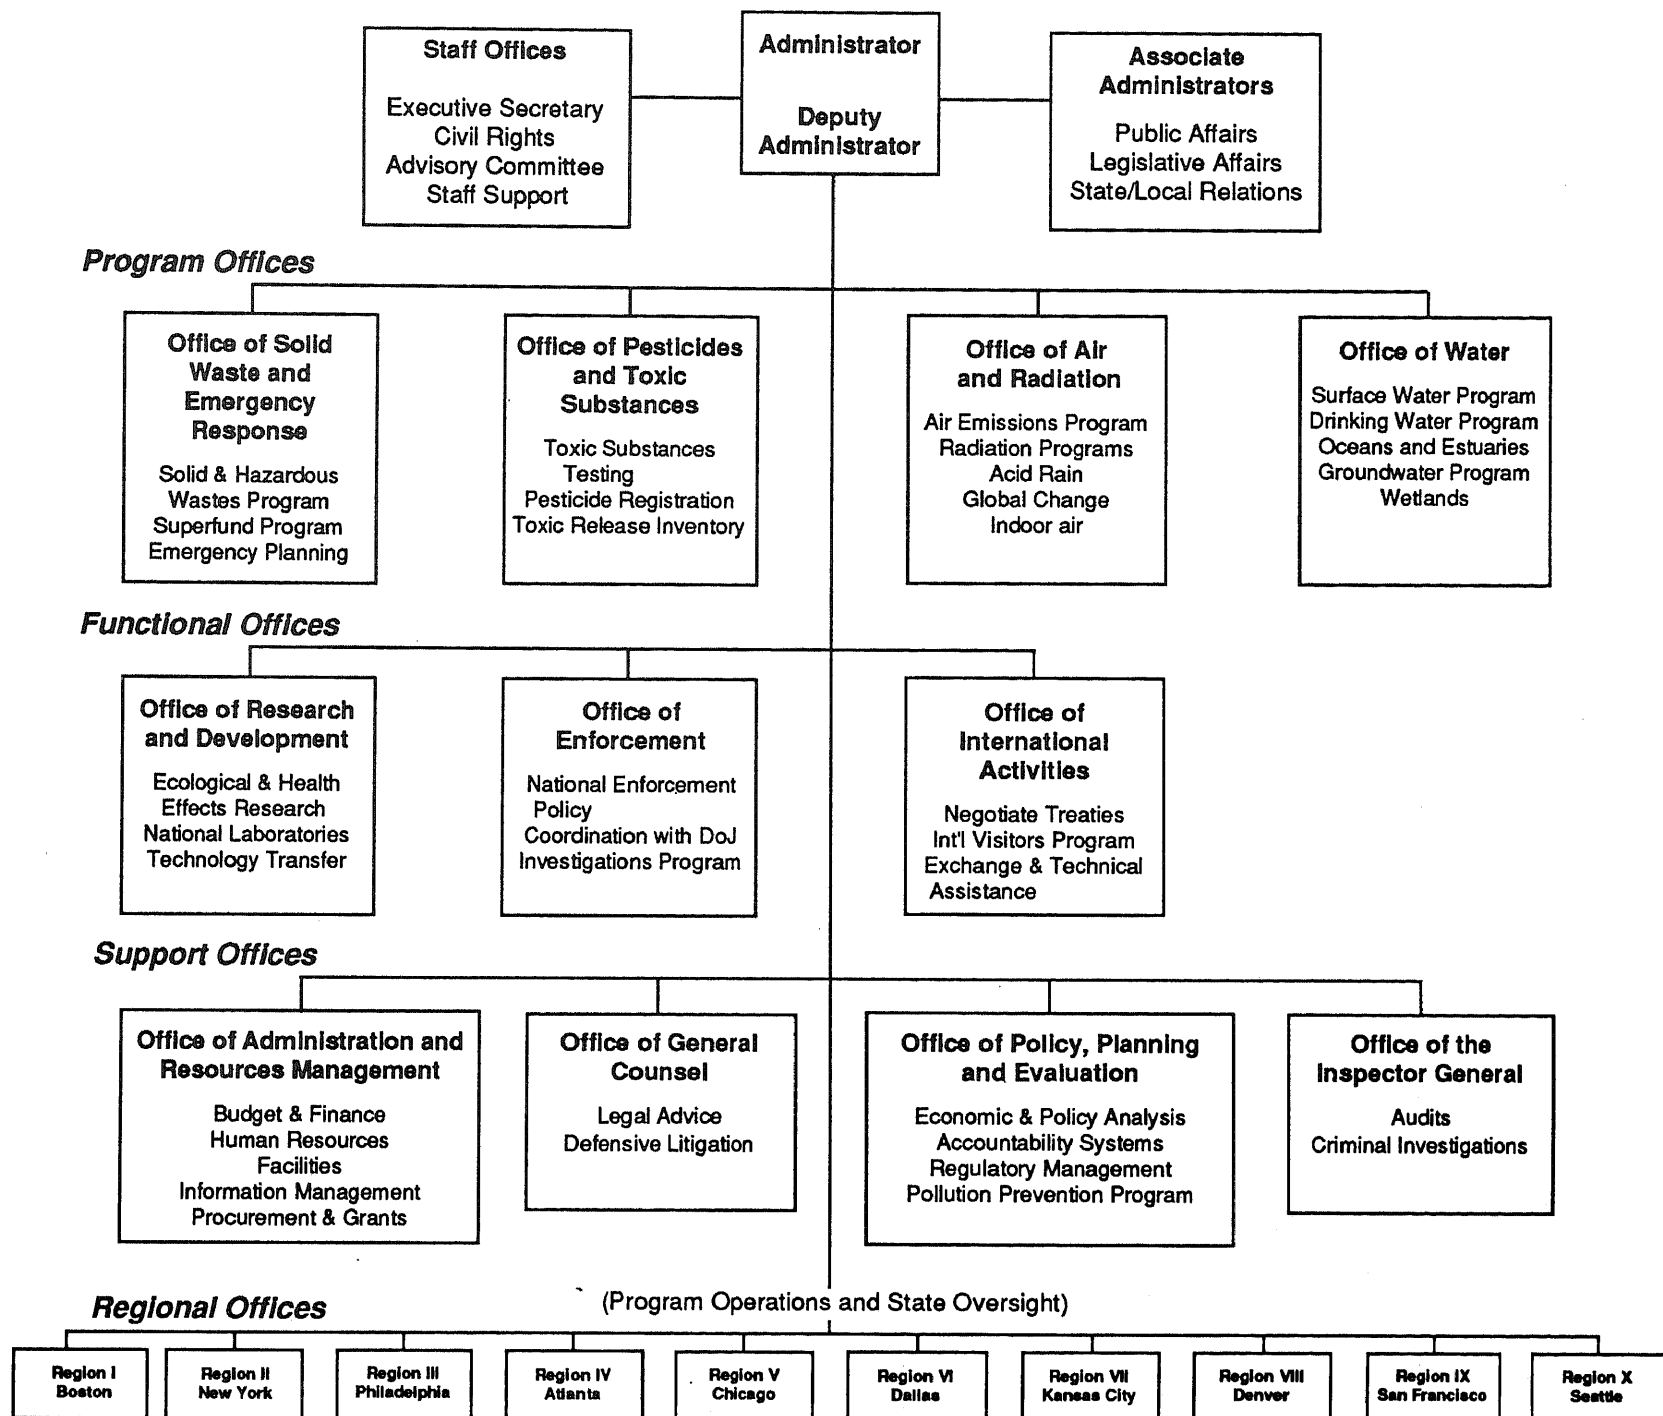 Staff Offices
Executive Secretary
Civil Rights
Advisory Committee
Staff Support
Administrator
Deputy
Administrator
Associate
Administrators
Public Affairs
Legislative Affairs
State/Local Relations
Program Offices
Office of Solid
Waste and
Emergency
Response
Solid & Hazardous
Wastes Program
Superfund Program
Emergency Planning
Office of Pesticides
and Toxic
Substances
Toxic Substances
Testing
Pesticide Registration
Toxic Release Inventory
Office of Air
and Radiation
Air Emissions Program
Radiation Programs
Acid Rain
Global Change
Indoor air
Office of Water
Surface Water Program
Drinking Water Program
Oceans and Estuaries
Groundwater Program
Wetlands
Functional Offices
Office of Research
and Development
Ecological & Health
Effects Research
National Laboratories
Technology Transfer
Office of
Enforcement
National Enforcement
Policy
Coordination with DoJ
Investigations Program
Office of
International
Activities
Negotiate Treaties
Int'l Visitors Program
Exchange & Technical
Assistance
Support Offices
Office of Administration and
Resources Management
Budget & Finance
Human Resources
Facilities
Information Management
Procurement & Grants
Office of General
Counsel
Legal Advice
Defensive Litigation
Office of Policy, Planning
and Evaluation
Economic & Policy Analysis
Accountability Systems
Regulatory Management
Pollution Prevention Program
Office of the
Inspector General
Audits
Criminal Investigations
Regional Offices
(Program Operations and State Oversight)
Region I
Boston
Region II
New York
Region III
Philadelphia
Region IV
Atlanta
Region V
Chicago
Region VI
Dallas
Region VII
Kansas City
Region VIII
Denver
Region IX
San Francisco
Region X
Seattle